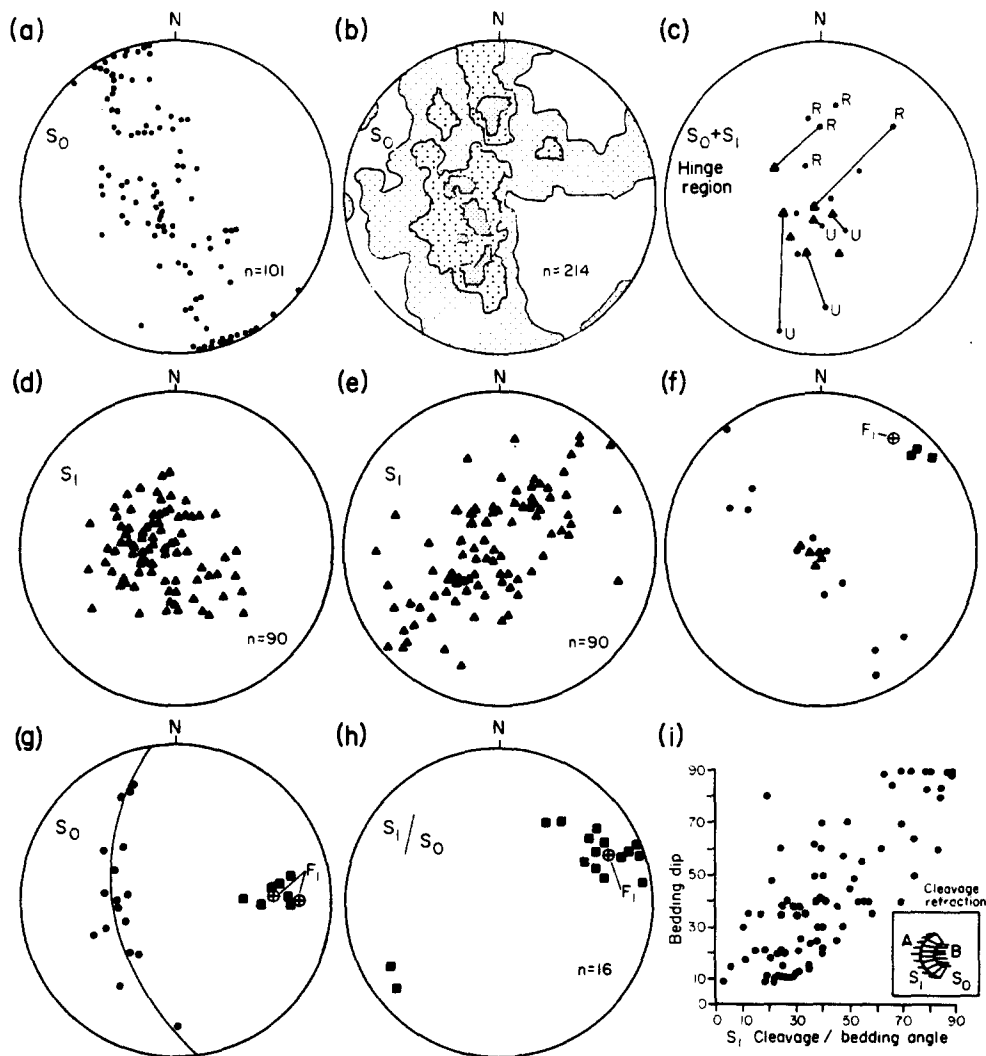 (a)
N
S₀
n=101
(b)
N
S₀
n=214
(c)
N
S₀+S₁
Hinge
region
R
R
R
R
R
U
U
U
U
(d)
N
S₁
n=90
(e)
N
S₁
n=90
(f)
N
F₁
(g)
N
S₀
F₁
(h)
N
S₁/S₀
F₁
n=16
(i)
90
70
50
30
10
0
Bedding dip
Cleavage
refraction
A
B
S₁
S₀
0 10 30 50 70 90
S₁ Cleavage / bedding angle